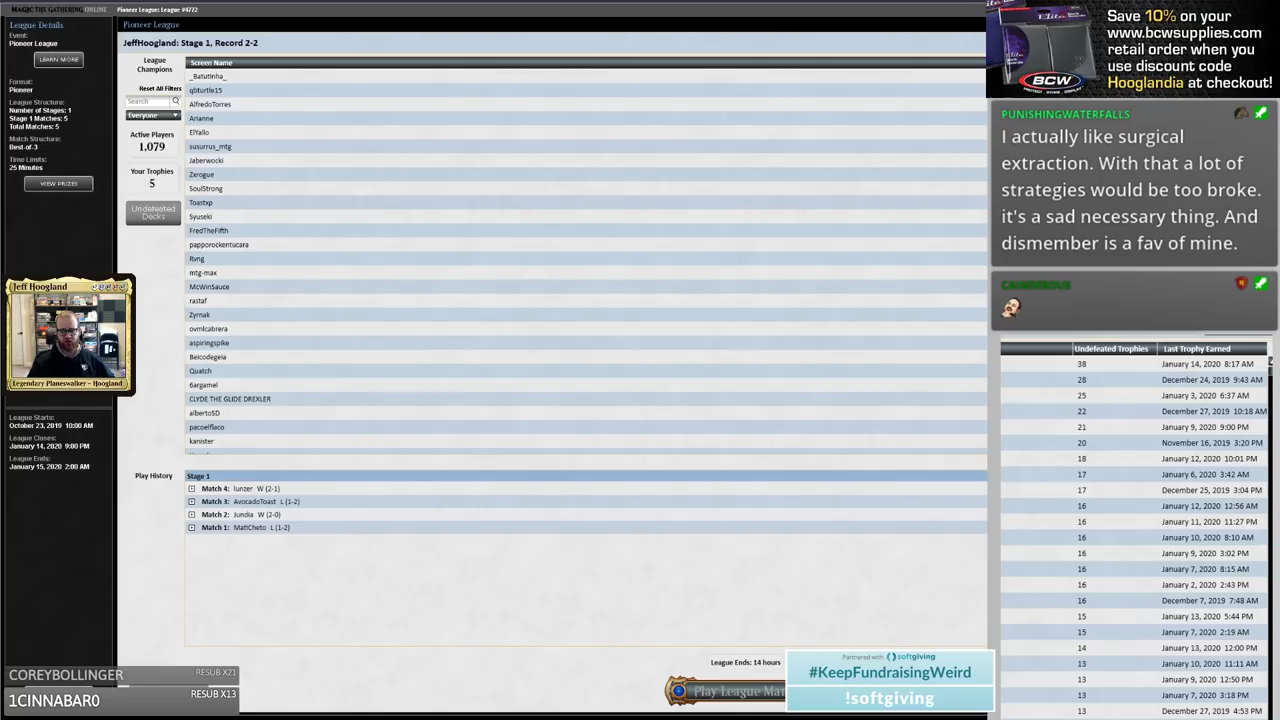 MAGIC THE GATHERING ONLINE
Pioneer League: League #4772
League Details
Event:
Pioneer League
LEARN MORE
Format:
Pioneer
League Structure:
Number of Stages: 1
Stage 1 Matches: 5
Total Matches: 5
Match Structure:
Best-of-3
Time Limits:
25 Minutes
VIEW PRIZES
Jeff Hoogland
Legendary Planeswalker - Hoogland
League Starts:
October 23, 2019 10:00 AM
League Closes:
January 14, 2020 9:00 PM
League Ends:
January 15, 2020 2:00 AM
COREYBOLLINGER RESUB X21
1CINNABAR0 RESUB X13
Pioneer League
JeffHoogland: Stage 1, Record 2-2
League
Champions
Reset All Filters
Search
Everyone
Active Players
1,079
Your Trophies
5
Undefeated
Decks
Screen Name
_Batutinha_
qbturtle15
AlfredoTorres
Arianne
ElYallo
susurrus_mtg
Jaberwocki
Zxrogue
SoulStrong
Toastxp
Syuseki
FredTheFifth
papporockentucara
Rvng
mtg-max
McWinSauce
rastaf
Zyrnak
ovmlcabrera
aspiringspike
Beicodegeia
Quatch
6argamel
CLYDE THE GLIDE DREXLER
albertoSD
pacoelflaco
kanister
Play History
Stage 1
Match 4: lunzer W (2-1)
Match 3: AvocadoToast L (1-2)
Match 2: Jundia W (2-0)
Match 1: MattCheto L (1-2)
League Ends: 14 hours
Play League Mat
Partnered with softgiving
#KeepFundraisingWeird
!softgiving
BCW
Save 10% on your
www.bcwsupplies.com
retail order when you
use discount code
Hooglandia at checkout!
PUNISHINGWATERFALLS
I actually like surgical
extraction. With that a lot of
strategies would be too broke.
it's a sad necessary thing. And
dismember is a fav of mine.
Undefeated Trophies Last Trophy Earned
38 January 14, 2020 8:17 AM
28 December 24, 2019 9:43 AM
25 January 3, 2020 6:37 AM
22 December 27, 2019 10:18 AM
21 January 9, 2020 9:00 PM
20 November 16, 2019 3:20 PM
18 January 12, 2020 10:01 PM
17 January 6, 2020 3:42 AM
17 December 25, 2019 3:04 PM
16 January 12, 2020 12:56 AM
16 January 11, 2020 11:27 PM
16 January 10, 2020 8:10 AM
16 January 9, 2020 3:02 PM
16 January 7, 2020 8:15 AM
16 January 2, 2020 2:43 PM
16 December 7, 2019 7:48 AM
15 January 13, 2020 5:44 PM
15 January 7, 2020 2:19 AM
14 January 13, 2020 12:00 PM
13 January 10, 2020 11:11 AM
13 January 9, 2020 12:50 PM
13 January 7, 2020 3:18 PM
13 December 27, 2019 4:53 PM